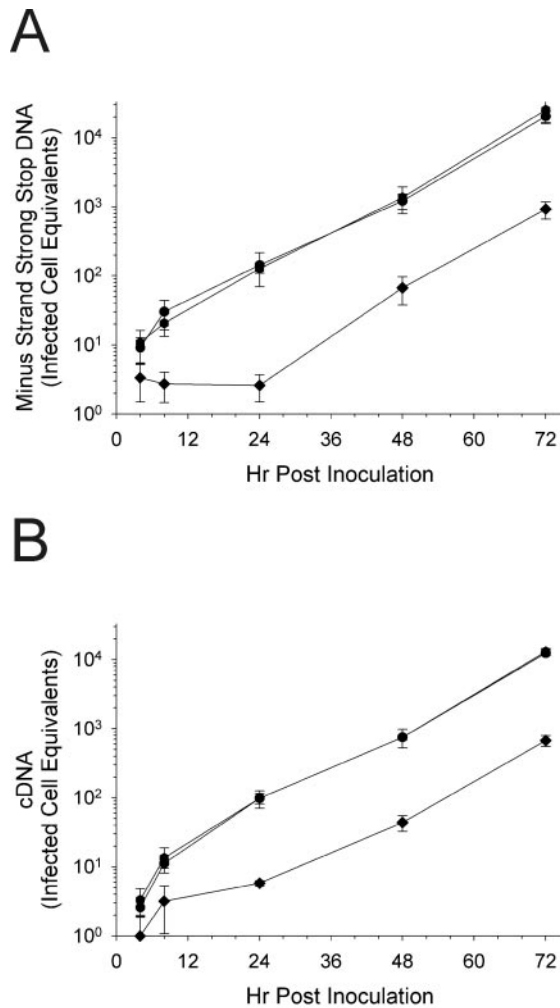 A
Minus Strand Strong Stop DNA
(Infected Cell Equivalents)
10⁴
10³
10²
10¹
10⁰
0 12 24 36 48 60 72
Hr Post Inoculation
B
cDNA
(Infected Cell Equivalents)
10⁴
10³
10²
10¹
10⁰
0 12 24 36 48 60 72
Hr Post Inoculation